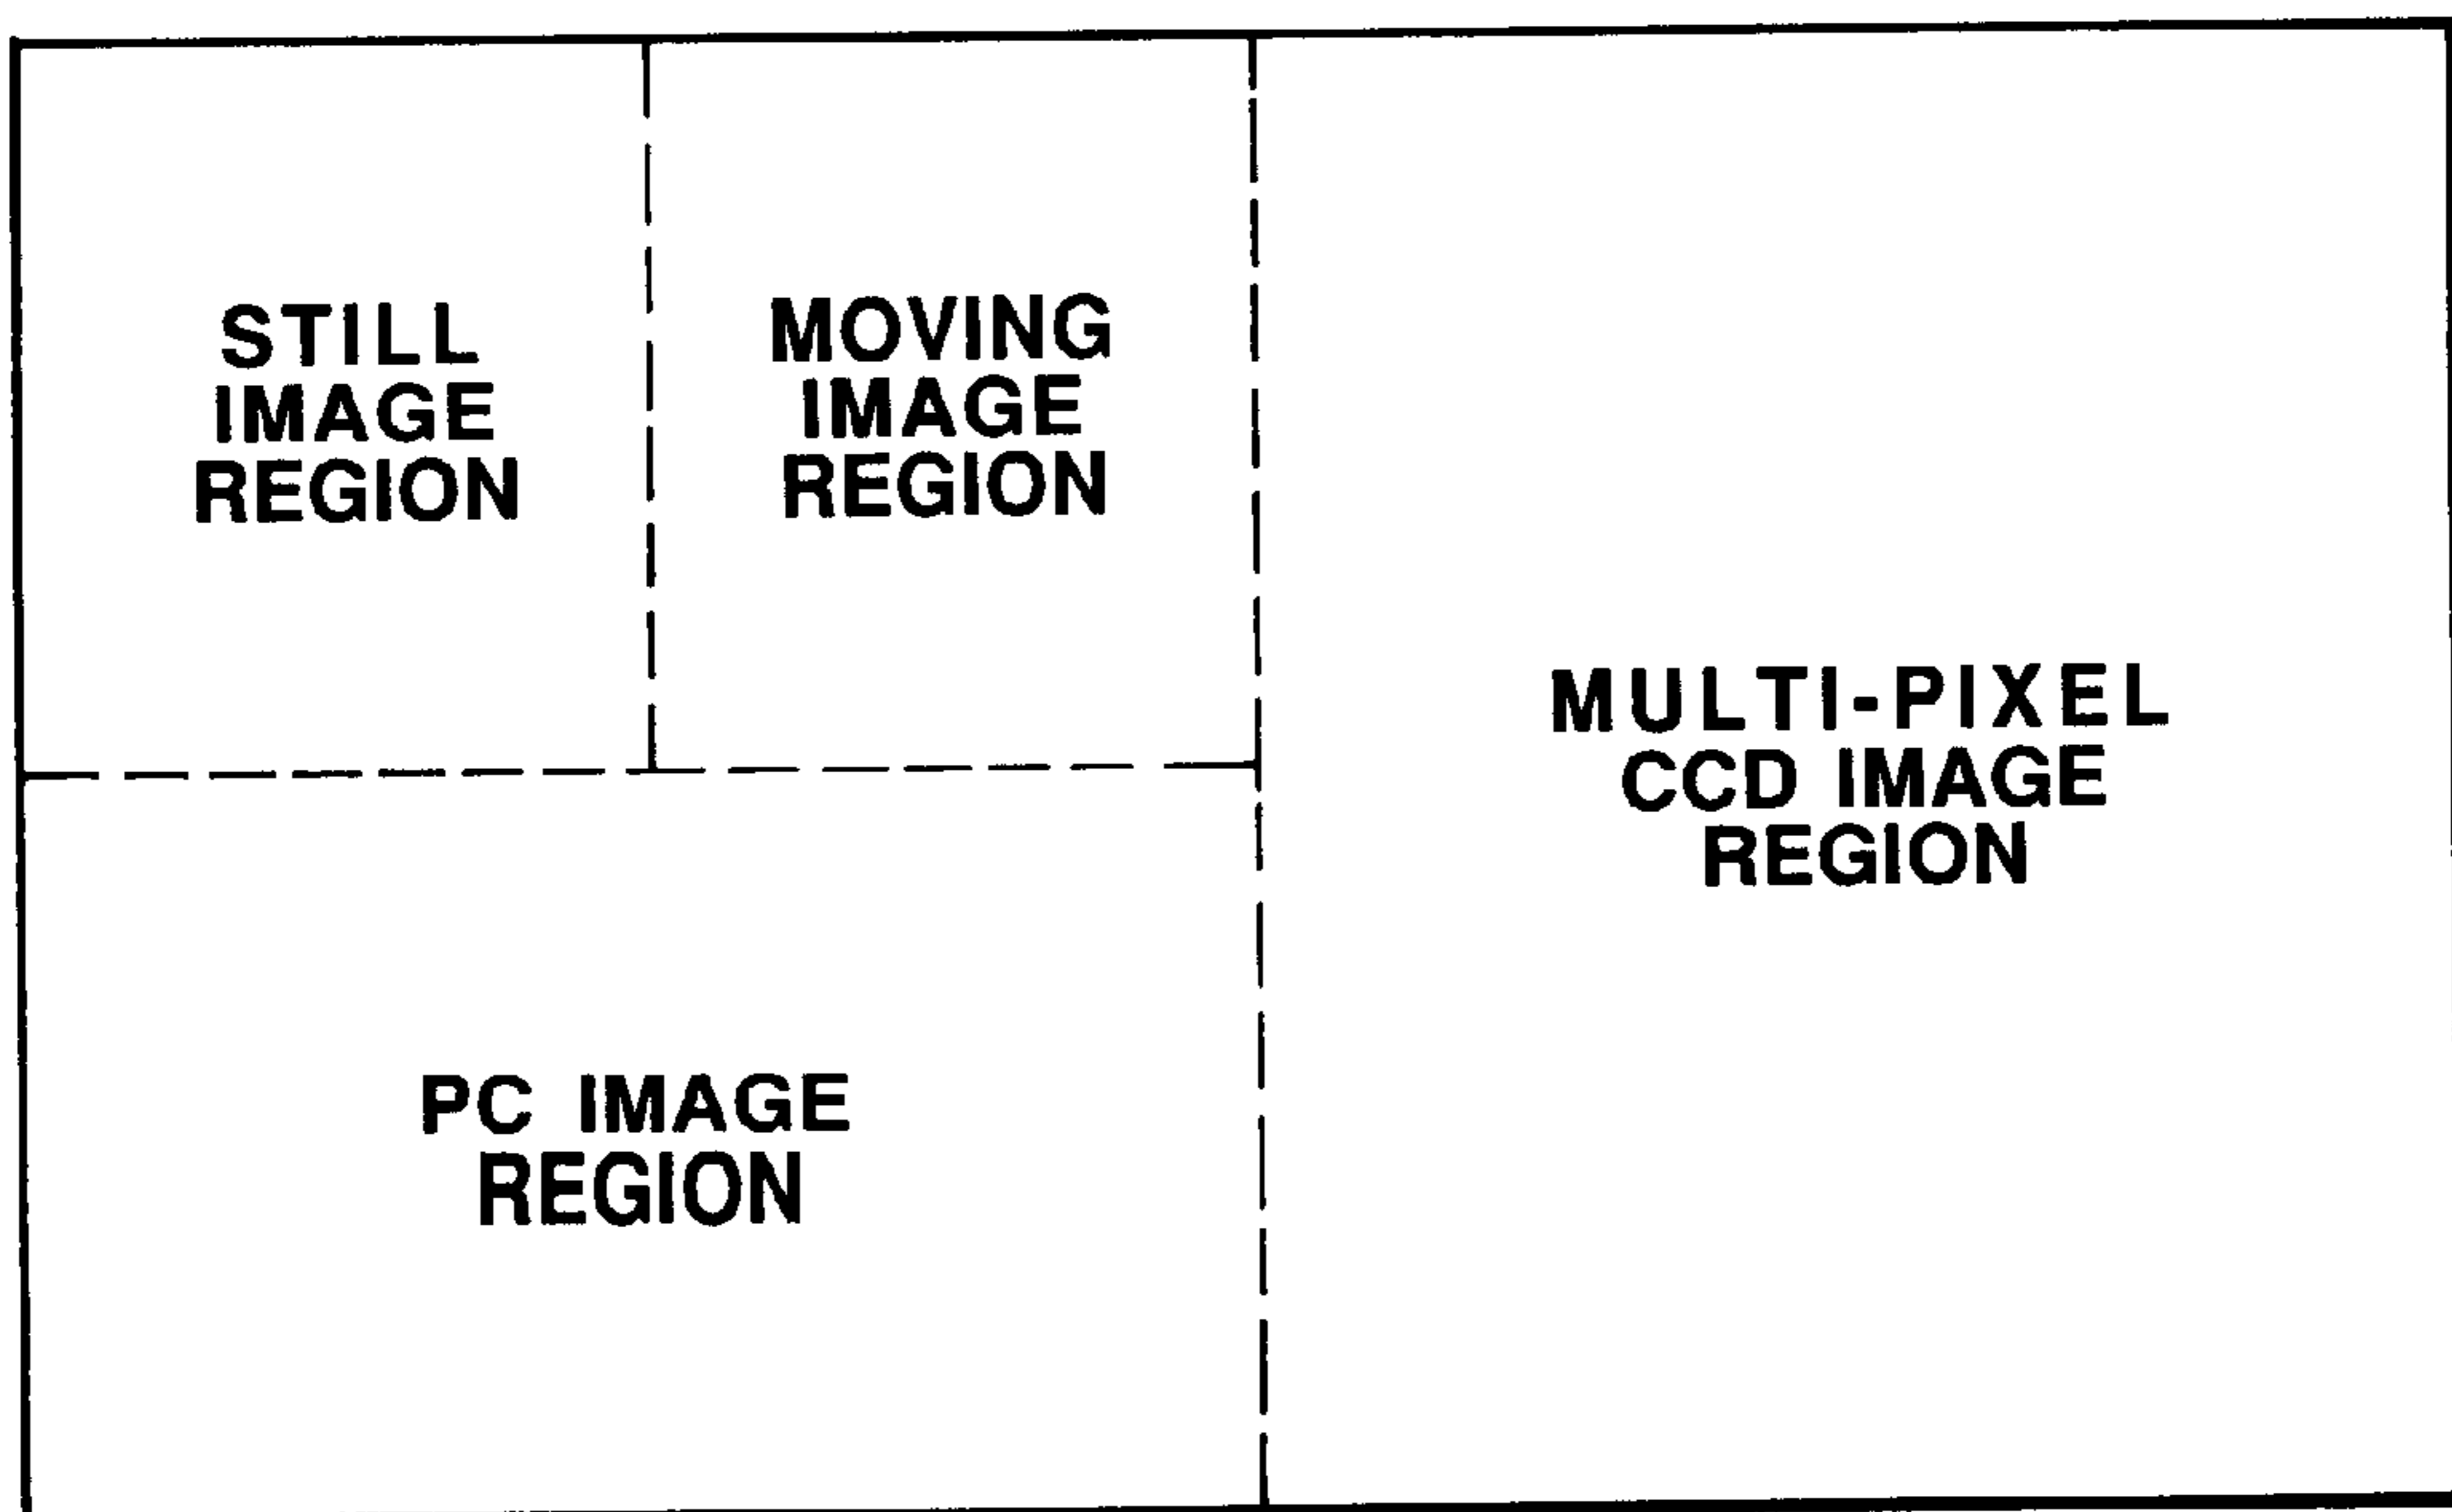 STILL
IMAGE
REGION
MOVING
IMAGE
REGION
MULTI-PIXEL
CCD IMAGE
REGION
PC IMAGE
REGION